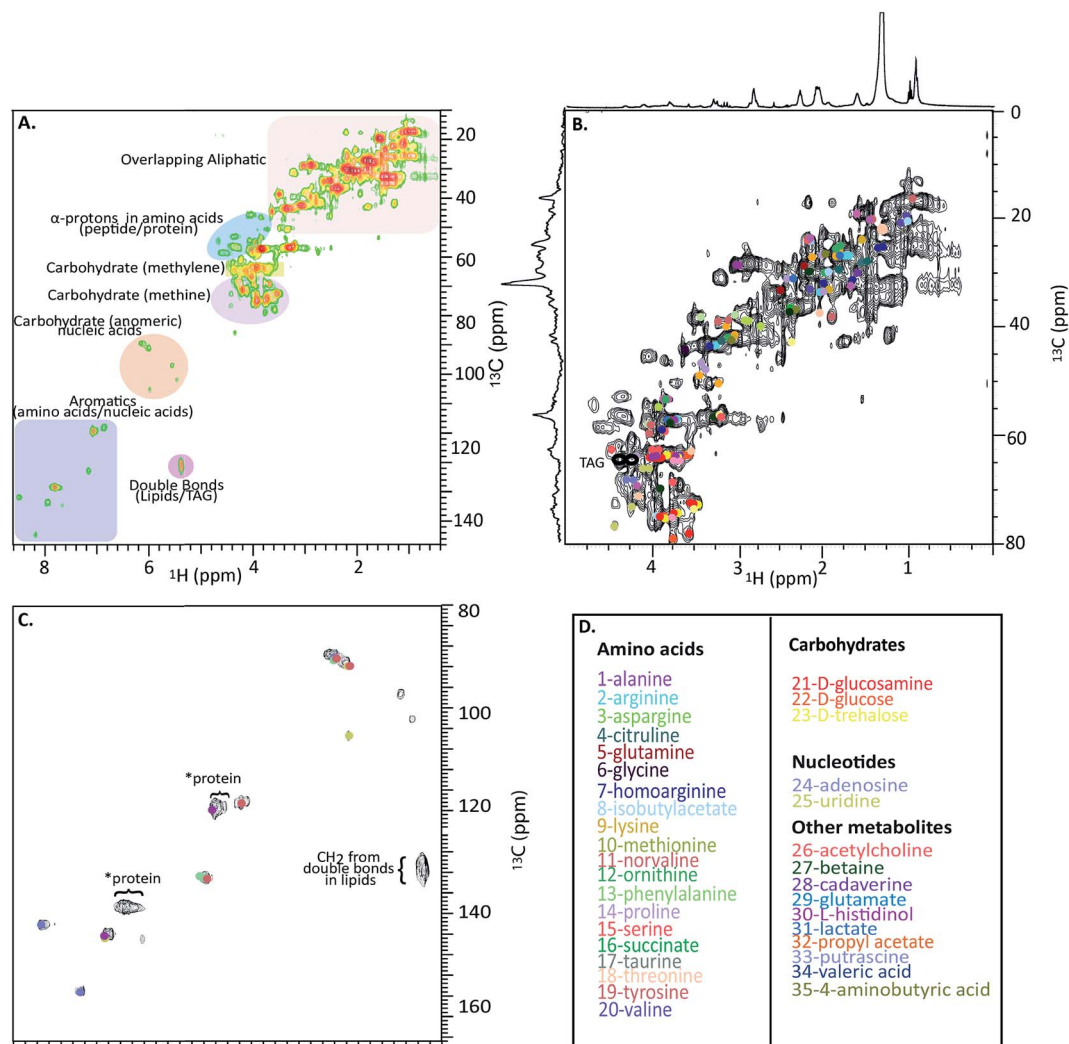 A.
Overlapping Aliphatic
α-protons in amino acids
(peptide/protein)
Carbohydrate (methylene)
Carbohydrate (methine)
Carbohydrate (anomeric)
nucleic acids
Aromatics
(amino acids/nucleic acids)
Double Bonds
(Lipids/TAG)
20
40
60
80
100
120
140
13C (ppm)
8
6
4
2
1H (ppm)
B.
TAG
0
20
40
60
80
13C (ppm)
4
3
2
1
1H (ppm)
C.
*protein
*protein
CH2 from
double bonds
in lipids
80
100
120
140
160
13C (ppm)
D.
Amino acids
1-alanine
2-arginine
3-aspargine
4-citruline
5-glutamine
6-glycine
7-homoarginine
8-isobutylacetate
9-lysine
10-methionine
11-norvaline
12-ornithine
13-phenylalanine
14-proline
15-serine
16-succinate
17-taurine
18-threonine
19-tyrosine
20-valine
Carbohydrates
21-D-glucosamine
22-D-glucose
23-D-trehalose
Nucleotides
24-adenosine
25-uridine
Other metabolites
26-acetylcholine
27-betaine
28-cadaverine
29-glutamate
30-L-histidinol
31-lactate
32-propyl acetate
33-putrascine
34-valeric acid
35-4-aminobutyric acid